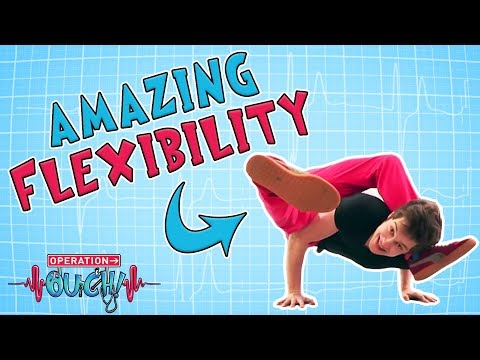 AMAZING
FLEXIBILITY
OPERATION
OUCH!